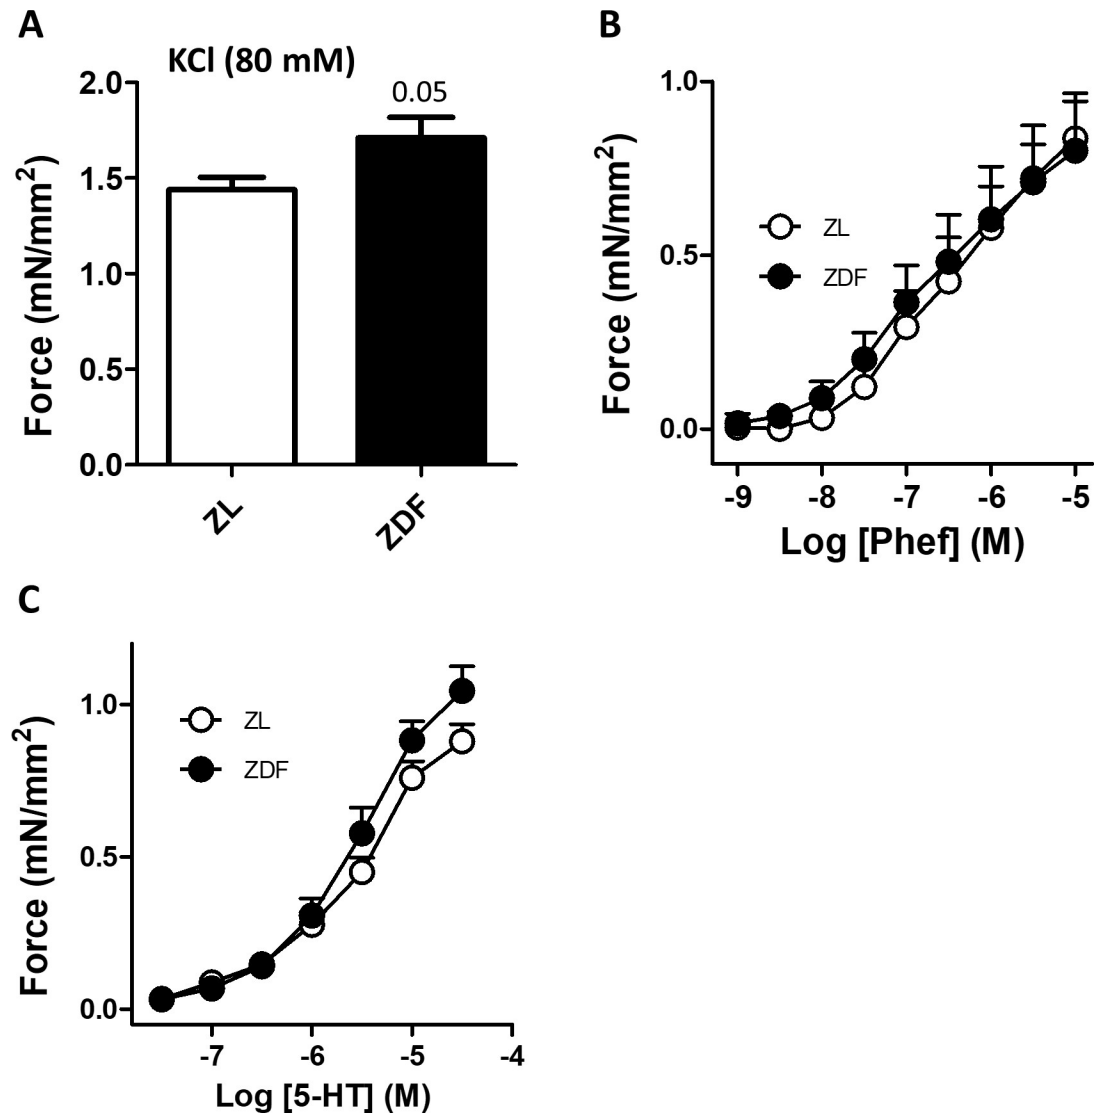 A
KCl (80 mM)
0.05
2.0
1.5
1.0
0.5
0.0
Force (mN/mm²)
ZL
ZDF
B
1.0
0.5
0.0
Force (mN/mm²)
ZL
ZDF
-9 -8 -7 -6 -5
Log [Phef] (M)
C
1.0
0.5
0.0
Force (mN/mm²)
ZL
ZDF
-7 -6 -5 -4
Log [5-HT] (M)